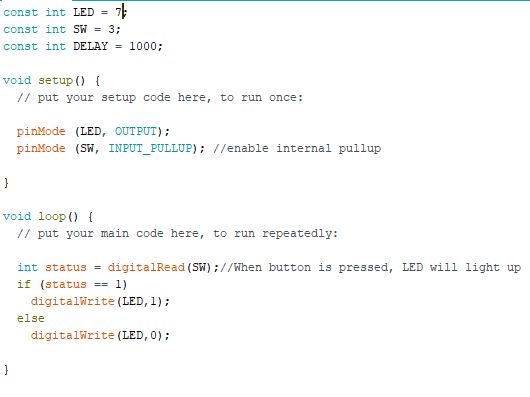 const int LED = 7;
const int SW = 3;
const int DELAY = 1000;
void setup() {
// put your setup code here, to run once:
pinMode (LED, OUTPUT);
pinMode (SW, INPUT_PULLUP); //enable internal pullup
}
void loop() {
// put your main code here, to run repeatedly:
int status = digitalRead(SW);//When button is pressed, LED will light up
if (status == 1)
digitalWrite(LED,1);
else
digitalWrite(LED,0);
}